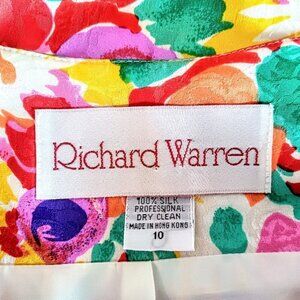 Richard Warren
100% SILK
PROFESSIONAL
DRY CLEAN
MADE IN HONG KONG
10